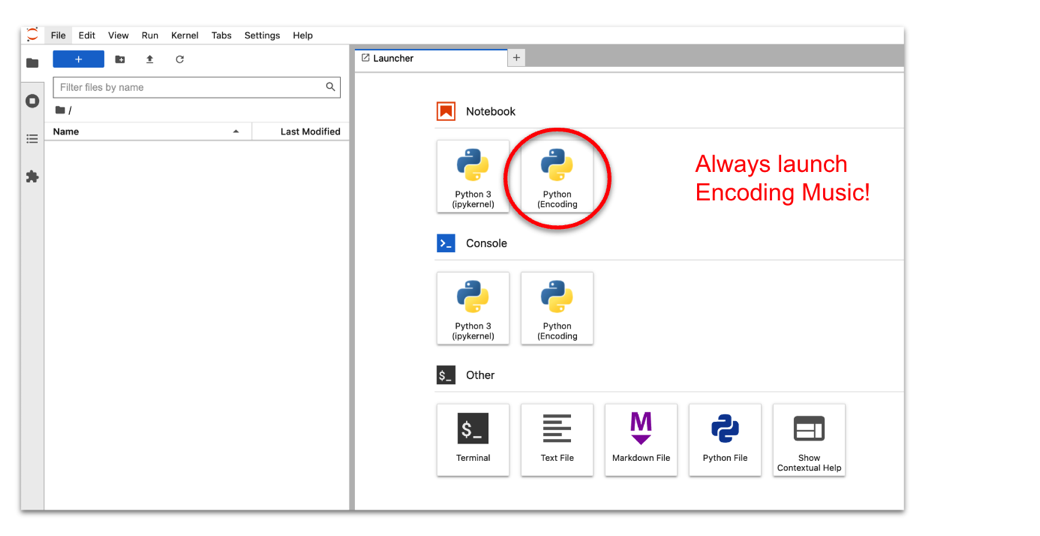 File Edit View Run Kernel Tabs Settings Help
+
Launcher
+
Filter files by name
/
Name
Last Modified
Notebook
Python 3
(ipykernel)
Python
(Encoding
Always launch
Encoding Music!
Console
Python 3
(ipykernel)
Python
(Encoding
$_ Other
$_
Terminal
Text File
M
Markdown File
Python File
Show
Contextual Help